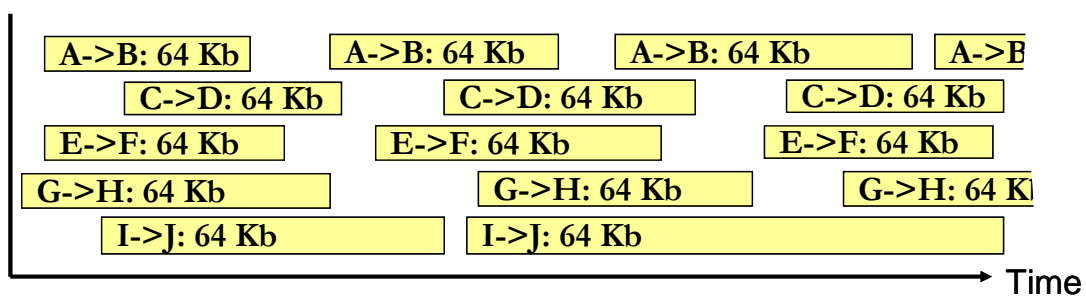 A->B: 64 Kb A->B: 64 Kb A->B: 64 Kb A->B
C->D: 64 Kb C->D: 64 Kb C->D: 64 Kb
E->F: 64 Kb E->F: 64 Kb E->F: 64 Kb
G->H: 64 Kb G->H: 64 Kb G->H: 64 K
I->J: 64 Kb I->J: 64 Kb
Time